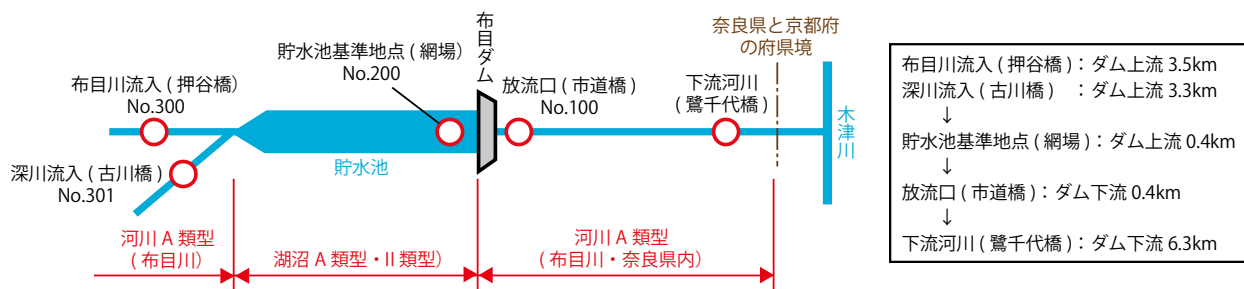 奈良県と京都府
の府県境
布目ダム
貯水池基準地点 ( 網場 )
No.200
布目川流入 ( 押谷橋 )
No.300
放流口 ( 市道橋 )
No.100
下流河川
( 鷺千代橋 )
木津川
貯水池
深川流入 ( 古川橋 )
No.301
河川 A 類型
( 布目川 )
湖沼 A 類型・II 類型)
河川 A 類型
( 布目川・奈良県内 )
布目川流入 ( 押谷橋 ) : ダム上流 3.5km
深川流入 ( 古川橋 ) : ダム上流 3.3km
↓
貯水池基準地点 ( 網場 ) : ダム上流 0.4km
↓
放流口 ( 市道橋 ) : ダム下流 0.4km
↓
下流河川 ( 鷺千代橋 ) : ダム下流 6.3km